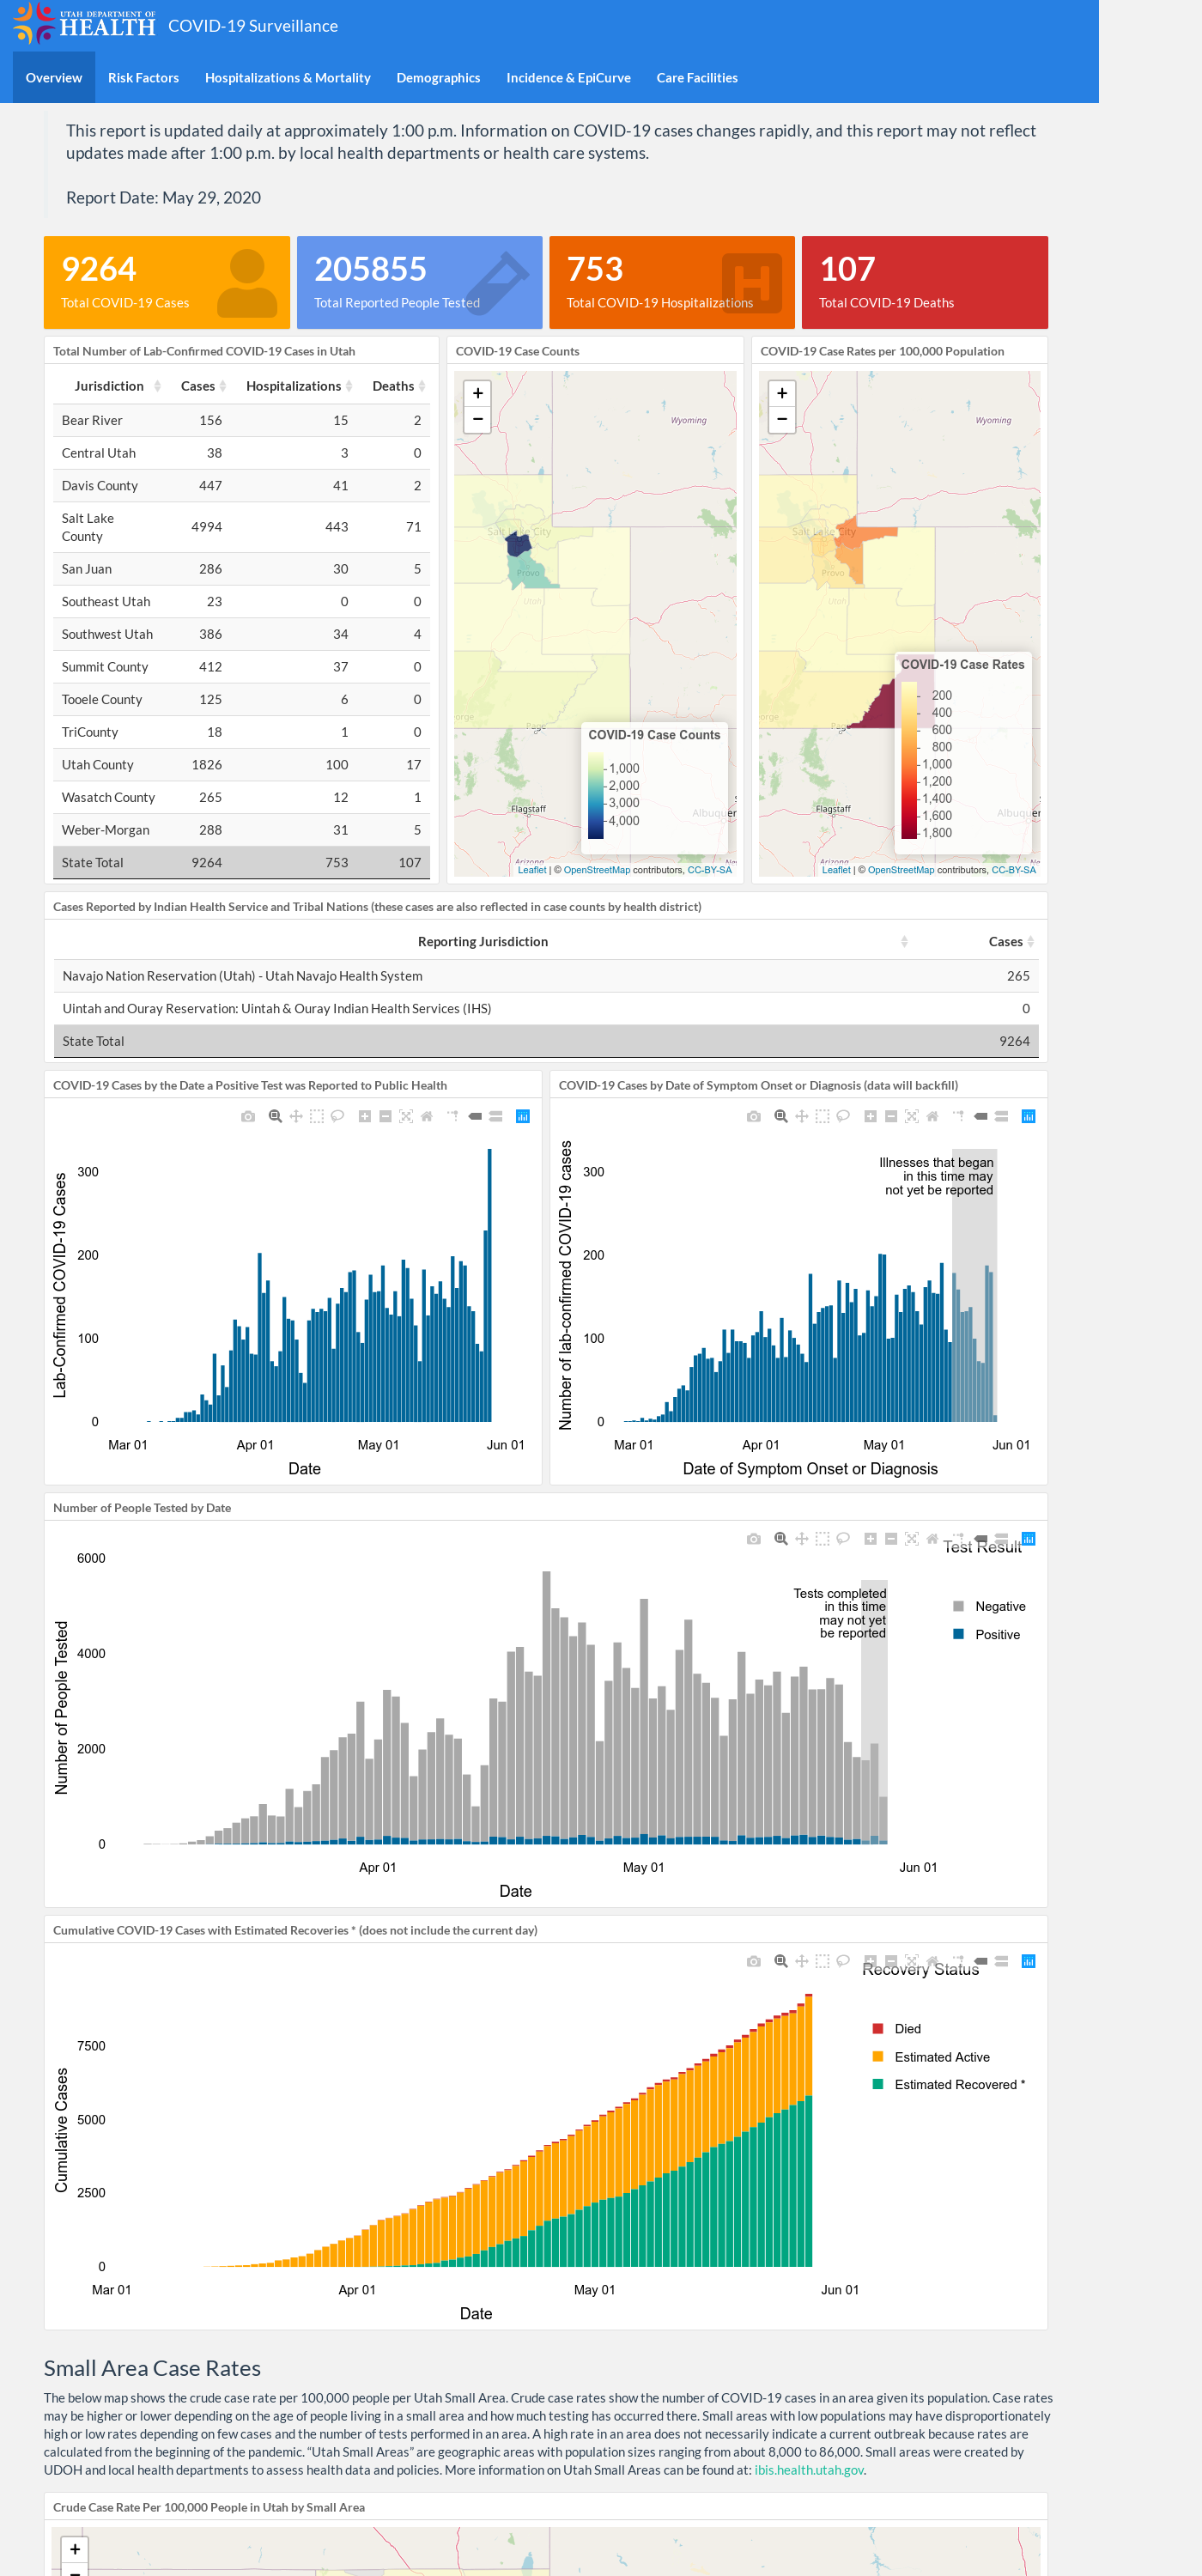 UTAH DEPARTMENT OF
HEALTH
COVID-19 Surveillance
Overview Risk Factors Hospitalizations & Mortality Demographics Incidence & EpiCurve Care Facilities
This report is updated daily at approximately 1:00 p.m. Information on COVID-19 cases changes rapidly, and this report may not reflect
updates made after 1:00 p.m. by local health departments or health care systems.
Report Date: May 29, 2020
9264
Total COVID-19 Cases
205855
Total Reported People Tested
753
Total COVID-19 Hospitalizations
107
Total COVID-19 Deaths
Total Number of Lab-Confirmed COVID-19 Cases in Utah
Jurisdiction Cases Hospitalizations Deaths
Bear River 156 15 2
Central Utah 38 3 0
Davis County 447 41 2
Salt Lake
County 4994 443 71
San Juan 286 30 5
Southeast Utah 23 0 0
Southwest Utah 386 34 4
Summit County 412 37 0
Tooele County 125 6 0
TriCounty 18 1 0
Utah County 1826 100 17
Wasatch County 265 12 1
Weber-Morgan 288 31 5
State Total 9264 753 107
COVID-19 Case Counts
+
−
Wyoming
Salt Lake City
Provo
Utah
orge
Page
Flagstaff
Albuquer
Arizona
COVID-19 Case Counts
1,000
2,000
3,000
4,000
Leaflet | © OpenStreetMap contributors, CC-BY-SA
COVID-19 Case Rates per 100,000 Population
+
−
Wyoming
Salt Lake City
Provo
Utah
orge
Pag
Flagstaff
Albuquer
Arizona
COVID-19 Case Rates
200
400
600
800
1,000
1,200
1,400
1,600
1,800
Leaflet | © OpenStreetMap contributors, CC-BY-SA
Cases Reported by Indian Health Service and Tribal Nations (these cases are also reflected in case counts by health district)
Reporting Jurisdiction Cases
Navajo Nation Reservation (Utah) - Utah Navajo Health System 265
Uintah and Ouray Reservation: Uintah & Ouray Indian Health Services (IHS) 0
State Total 9264
COVID-19 Cases by the Date a Positive Test was Reported to Public Health
Lab-Confirmed COVID-19 Cases
300
200
100
0
Mar 01 Apr 01 May 01 Jun 01
Date
COVID-19 Cases by Date of Symptom Onset or Diagnosis (data will backfill)
Number of lab-confirmed COVID-19 cases
300
200
100
0
Illnesses that began
in this time may
not yet be reported
Mar 01 Apr 01 May 01 Jun 01
Date of Symptom Onset or Diagnosis
Number of People Tested by Date
Number of People Tested
6000
4000
2000
0
Tests completed
in this time
may not yet
be reported
Test Result
Negative
Positive
Apr 01 May 01 Jun 01
Date
Cumulative COVID-19 Cases with Estimated Recoveries * (does not include the current day)
Cumulative Cases
7500
5000
2500
0
Recovery Status
Died
Estimated Active
Estimated Recovered *
Mar 01 Apr 01 May 01 Jun 01
Date
Small Area Case Rates
The below map shows the crude case rate per 100,000 people per Utah Small Area. Crude case rates show the number of COVID-19 cases in an area given its population. Case rates
may be higher or lower depending on the age of people living in a small area and how much testing has occurred there. Small areas with low populations may have disproportionately
high or low rates depending on few cases and the number of tests performed in an area. A high rate in an area does not necessarily indicate a current outbreak because rates are
calculated from the beginning of the pandemic. “Utah Small Areas” are geographic areas with population sizes ranging from about 8,000 to 86,000. Small areas were created by
UDOH and local health departments to assess health data and policies. More information on Utah Small Areas can be found at: ibis.health.utah.gov.
Crude Case Rate Per 100,000 People in Utah by Small Area
+